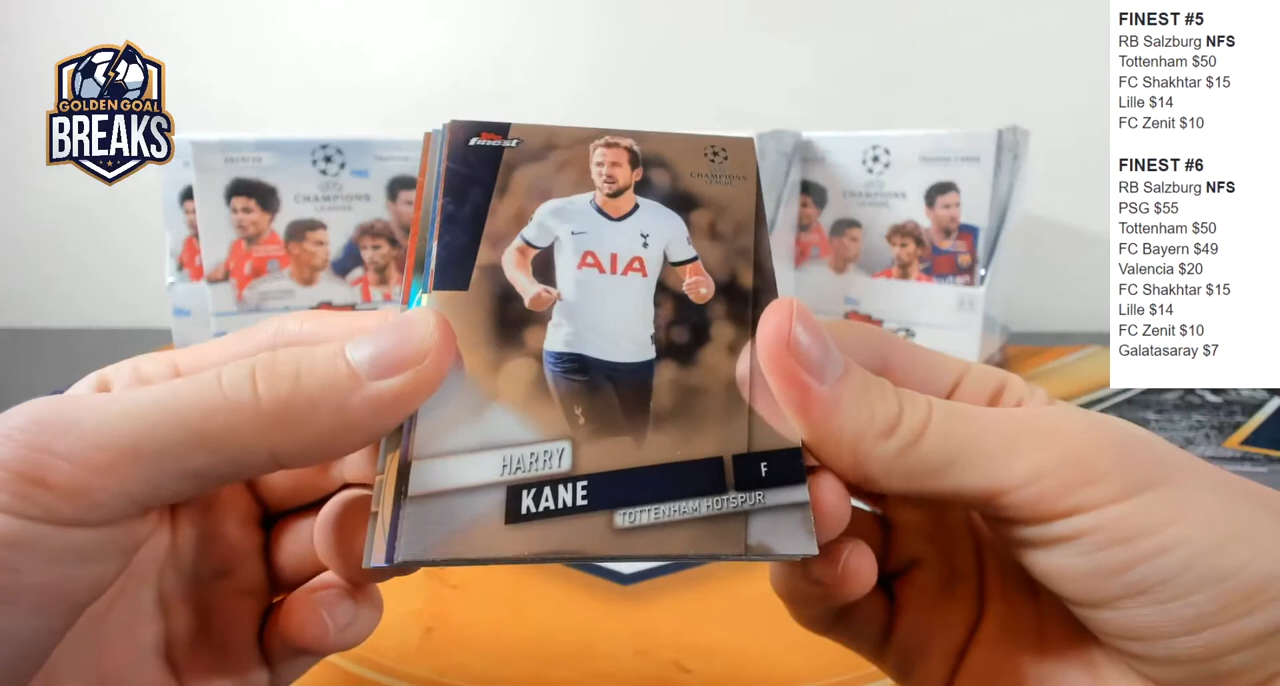 GOLDEN GOAL
BREAKS
Topps
finest
CHAMPIONS
LEAGUE
AIA
HARRY
KANE
F
TOTTENHAM HOTSPUR
CHAMPIONS
LEAGUE
CHAMPIONS
LEAGUE
FINEST #5
RB Salzburg NFS
Tottenham $50
FC Shakhtar $15
Lille $14
FC Zenit $10
FINEST #6
RB Salzburg NFS
PSG $55
Tottenham $50
FC Bayern $49
Valencia $20
FC Shakhtar $15
Lille $14
FC Zenit $10
Galatasaray $7